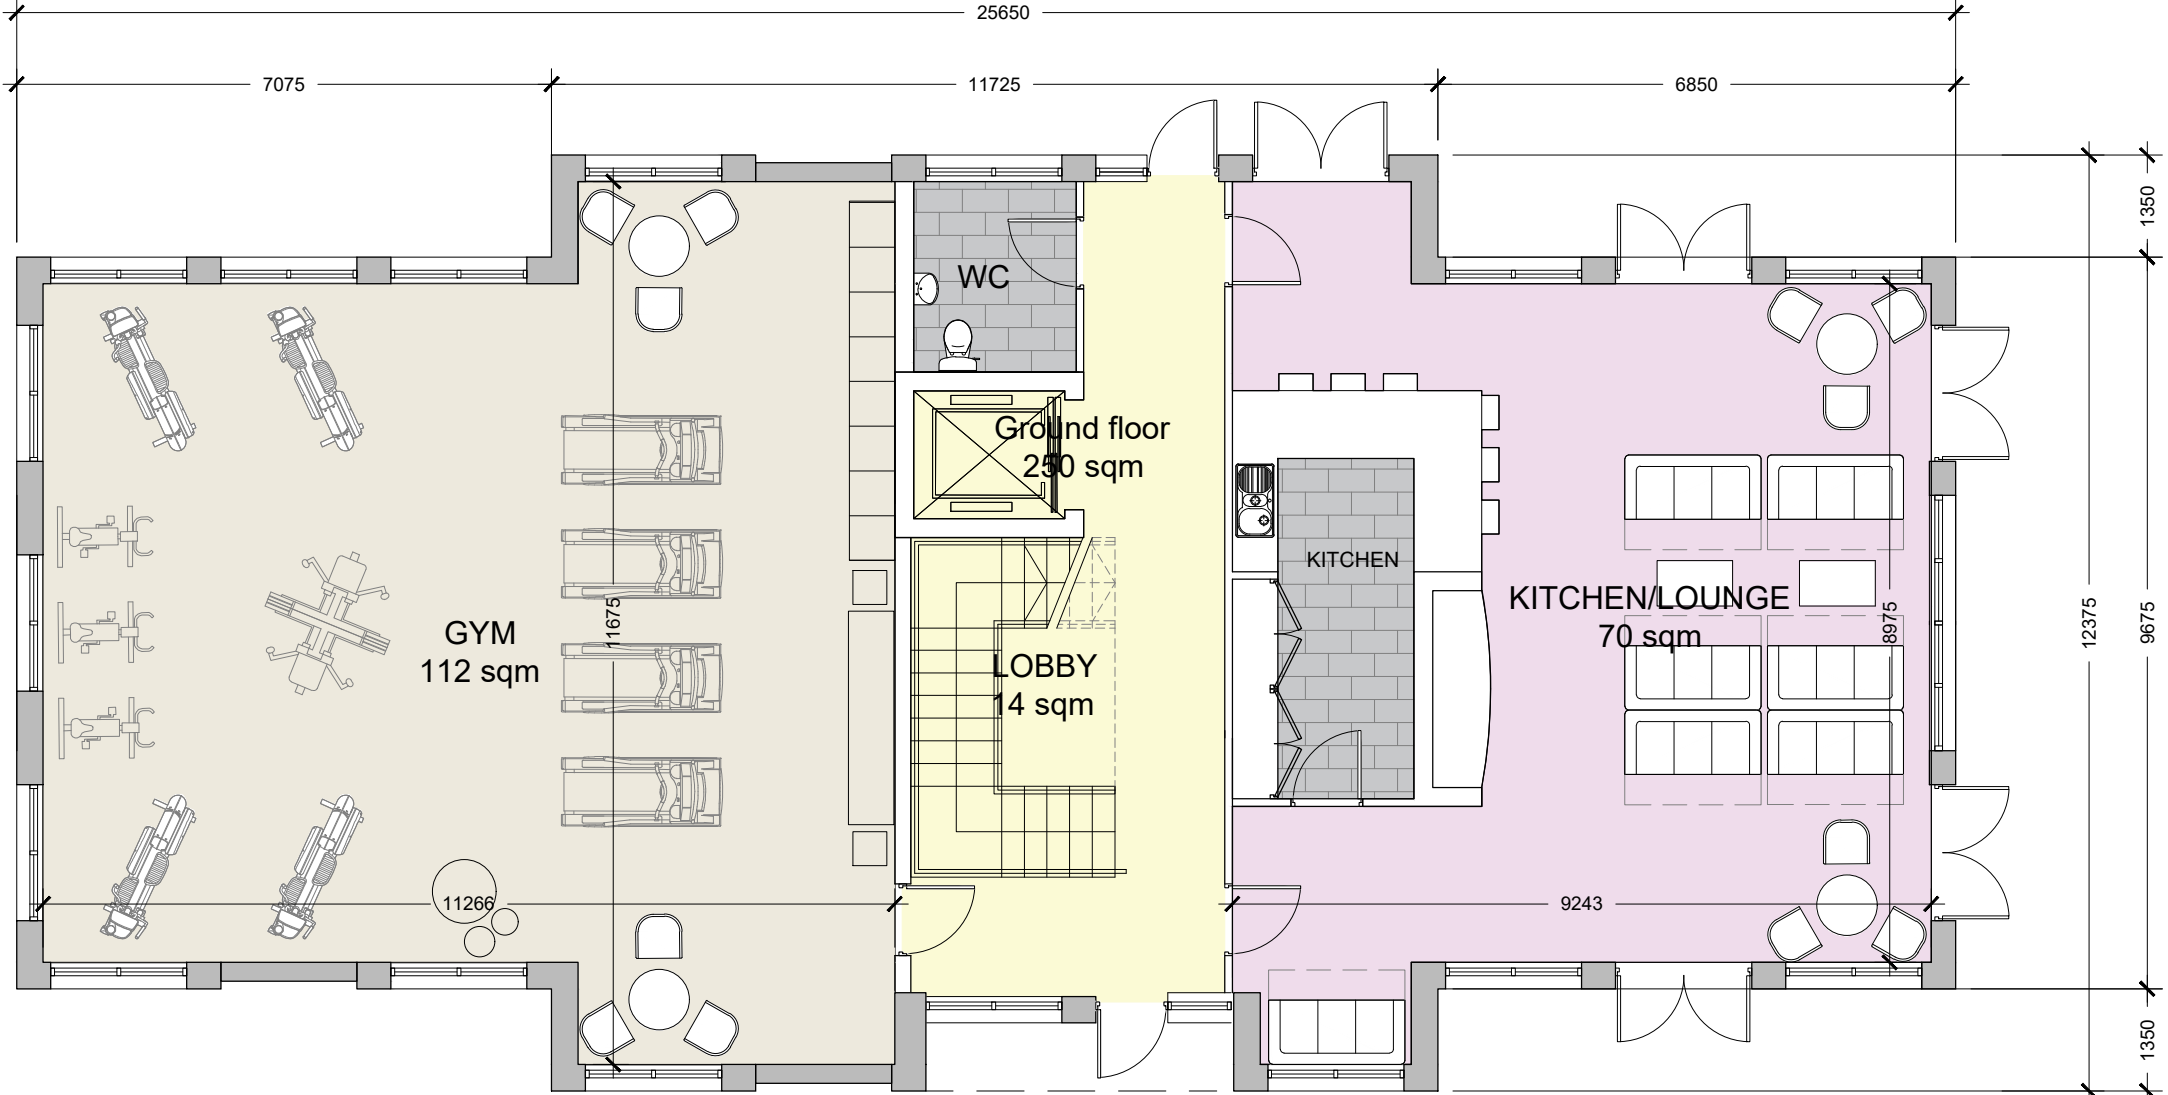 25650
7075
11725
6850
1350
WC
Ground floor
250 sqm
KITCHEN
11675
GYM
112 sqm
LOBBY
14 sqm
KITCHEN/LOUNGE
70 sqm
8975
12375
9675
11266
9243
1350